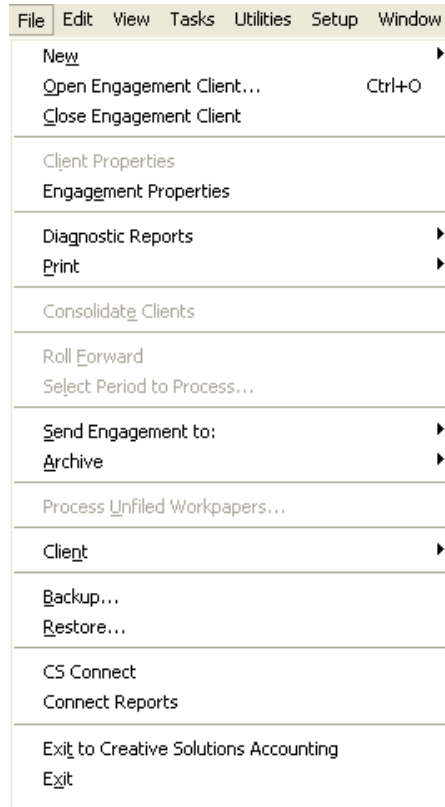 File Edit View Tasks Utilities Setup Window
New
Open Engagement Client... Ctrl+O
Close Engagement Client
Client Properties
Engagement Properties
Diagnostic Reports
Print
Consolidate Clients
Roll Forward
Select Period to Process...
Send Engagement to:
Archive
Process Unfiled Workpapers...
Client
Backup...
Restore...
CS Connect
Connect Reports
Exit to Creative Solutions Accounting
Exit